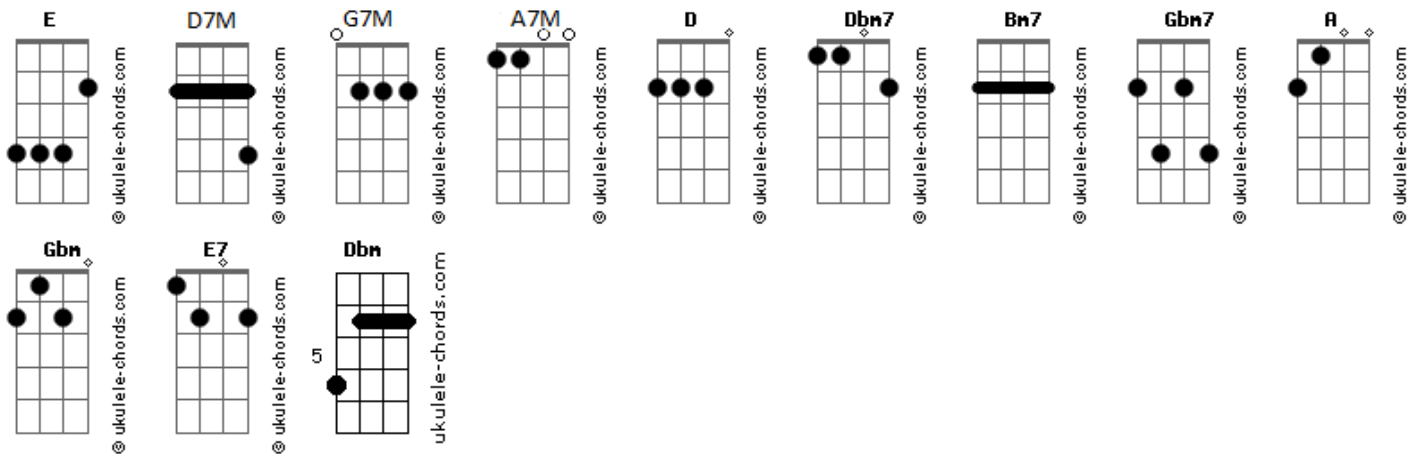 E D7M G7M A7M D Dbm7 Bm7 Gbm7 A
© ukulele-chords.com © ukulele-chords.com © ukulele-chords.com © ukulele-chords.com © ukulele-chords.com © ukulele-chords.com © ukulele-chords.com © ukulele-chords.com © ukulele-chords.com
Gbm E7 Dbm
5
© ukulele-chords.com © ukulele-chords.com ukulele-chords.com